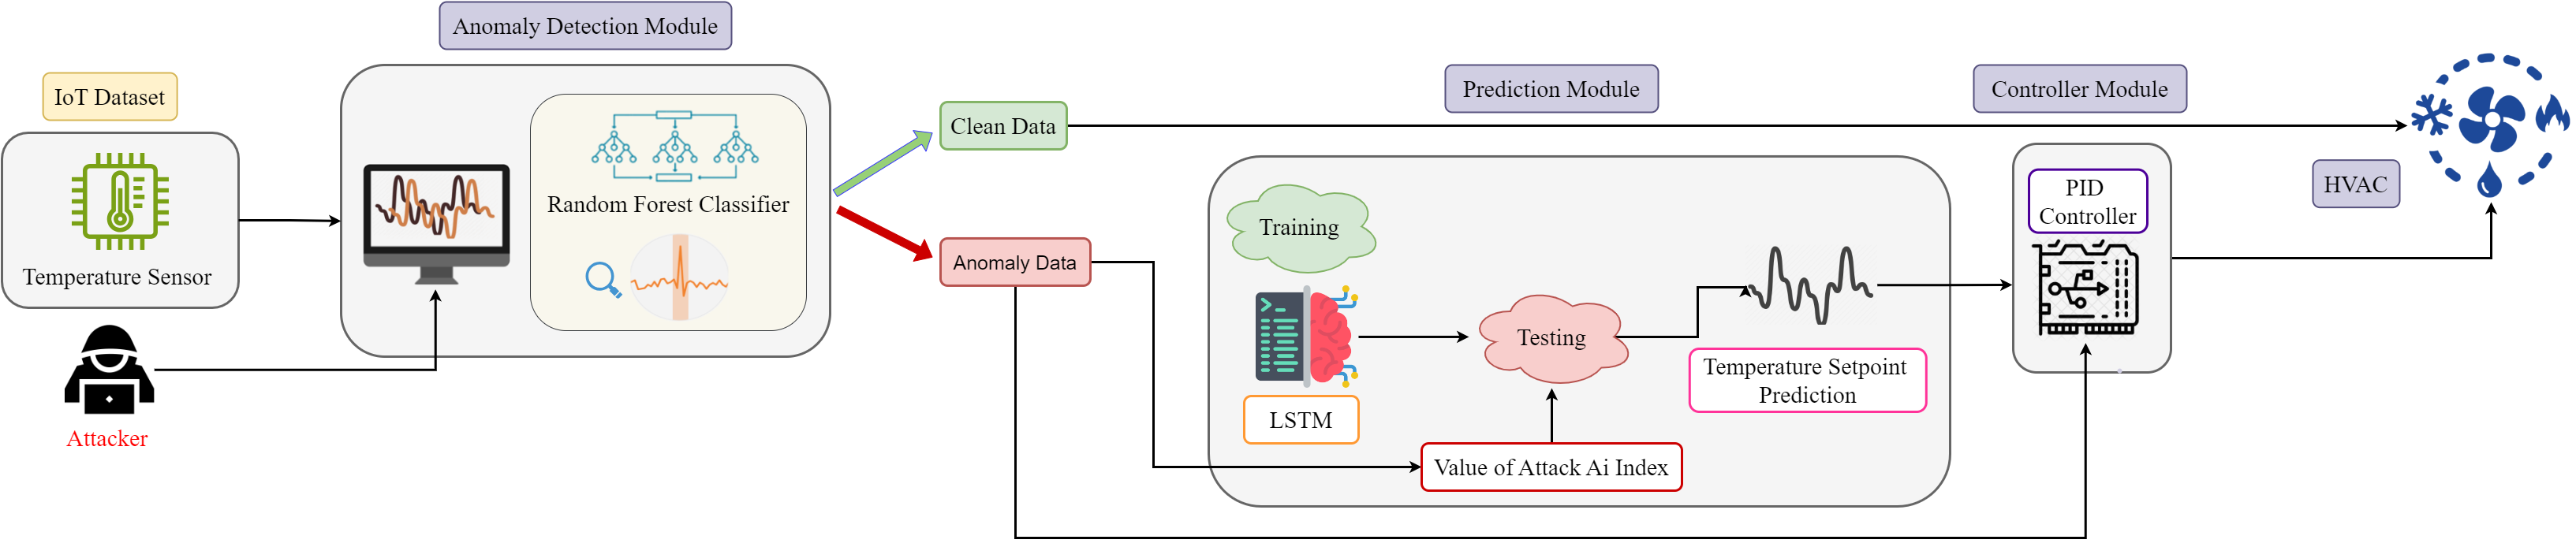 IoT Dataset
Temperature Sensor
Attacker
Anomaly Detection Module
Random Forest Classifier
Clean Data
Anomaly Data
Prediction Module
Training
LSTM
Testing
Value of Attack Ai Index
Temperature Setpoint
Prediction
Controller Module
PID
Controller
HVAC